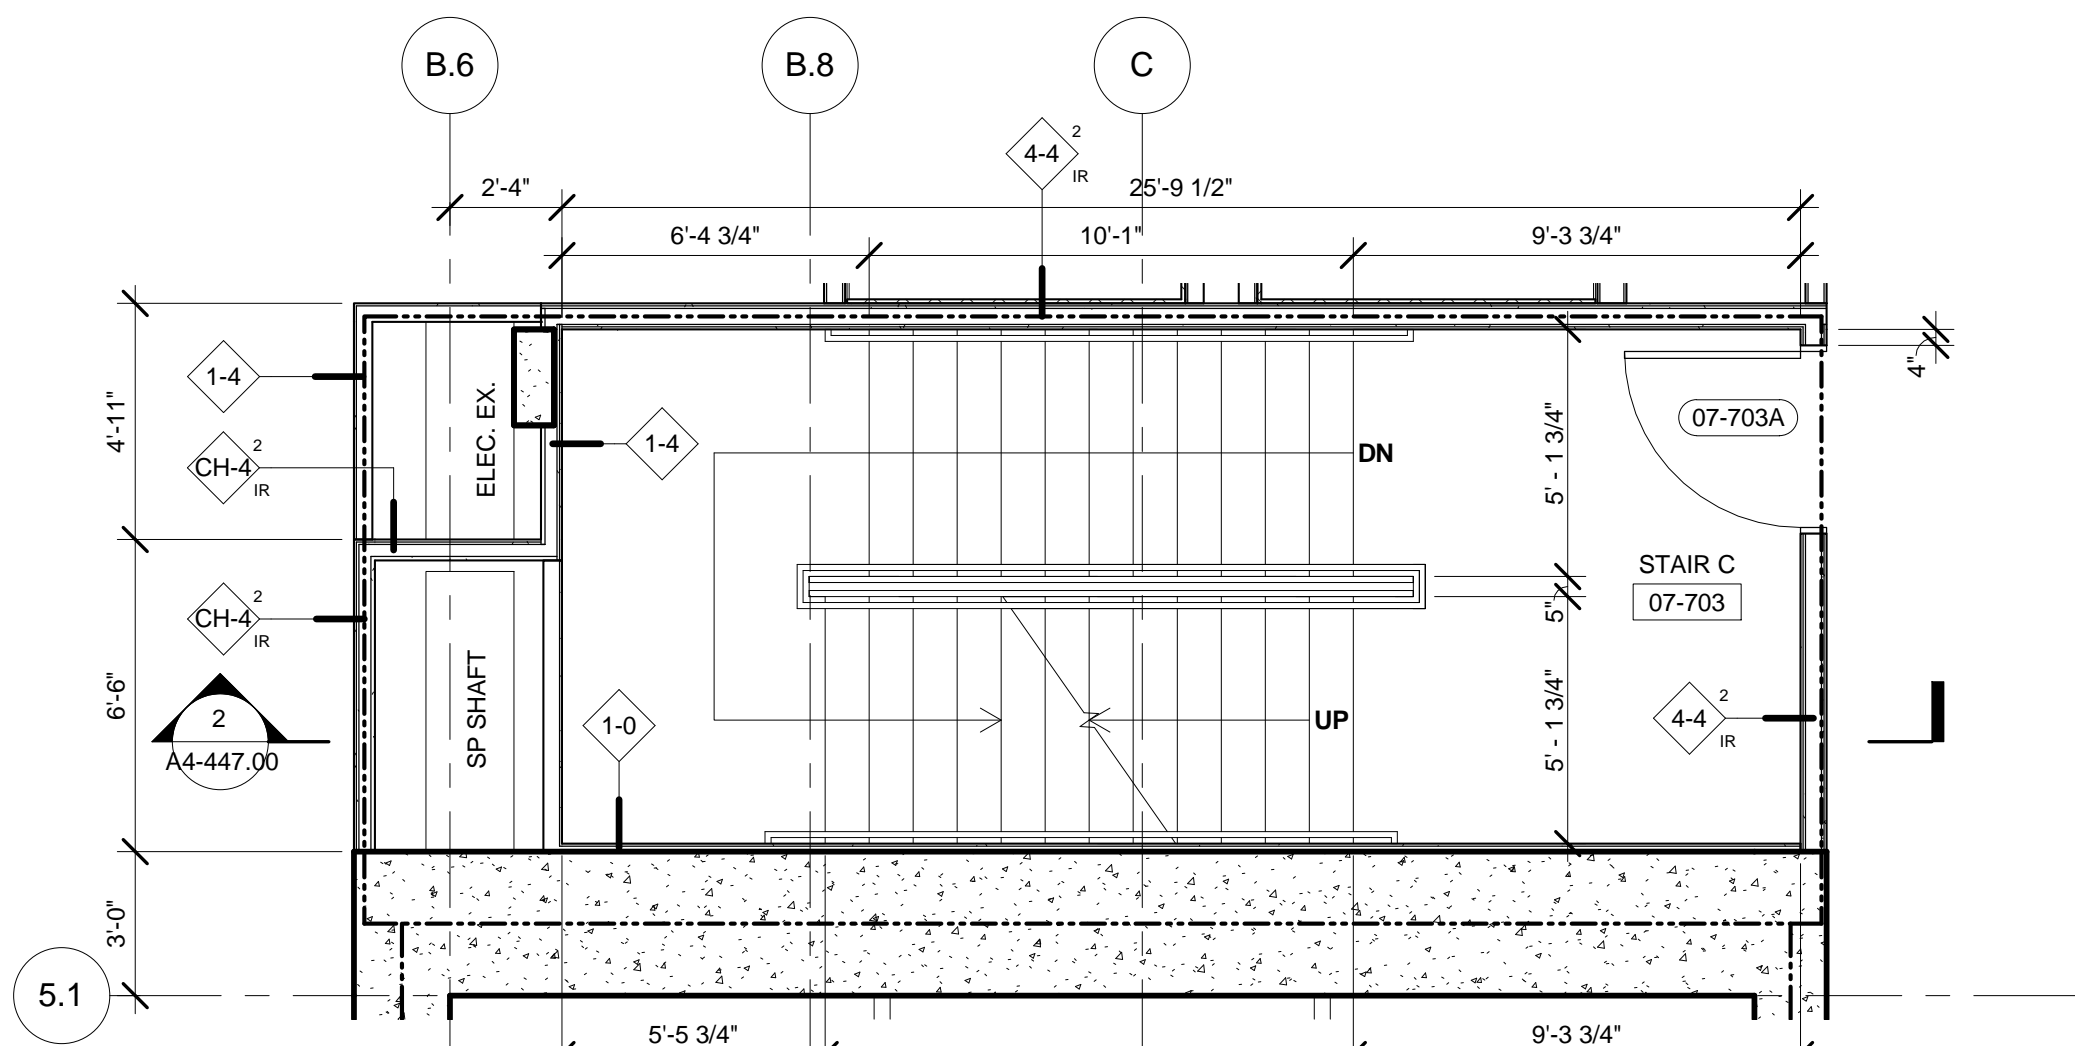 B.6
B.8
C
4-4
2
IR
2'-4"
25'-9 1/2"
6'-4 3/4"
10'-1"
9'-3 3/4"
1-4
4'-11"
ELEC. EX.
1-4
CH-4
2
IR
DN
5' - 1 3/4"
07-703A
4"
STAIR C
07-703
5"
CH-4
2
IR
6'-6"
SP SHAFT
2
A4-447.00
1-0
UP
5' - 1 3/4"
4-4
2
IR
3'-0"
5.1
5'-5 3/4"
9'-3 3/4"